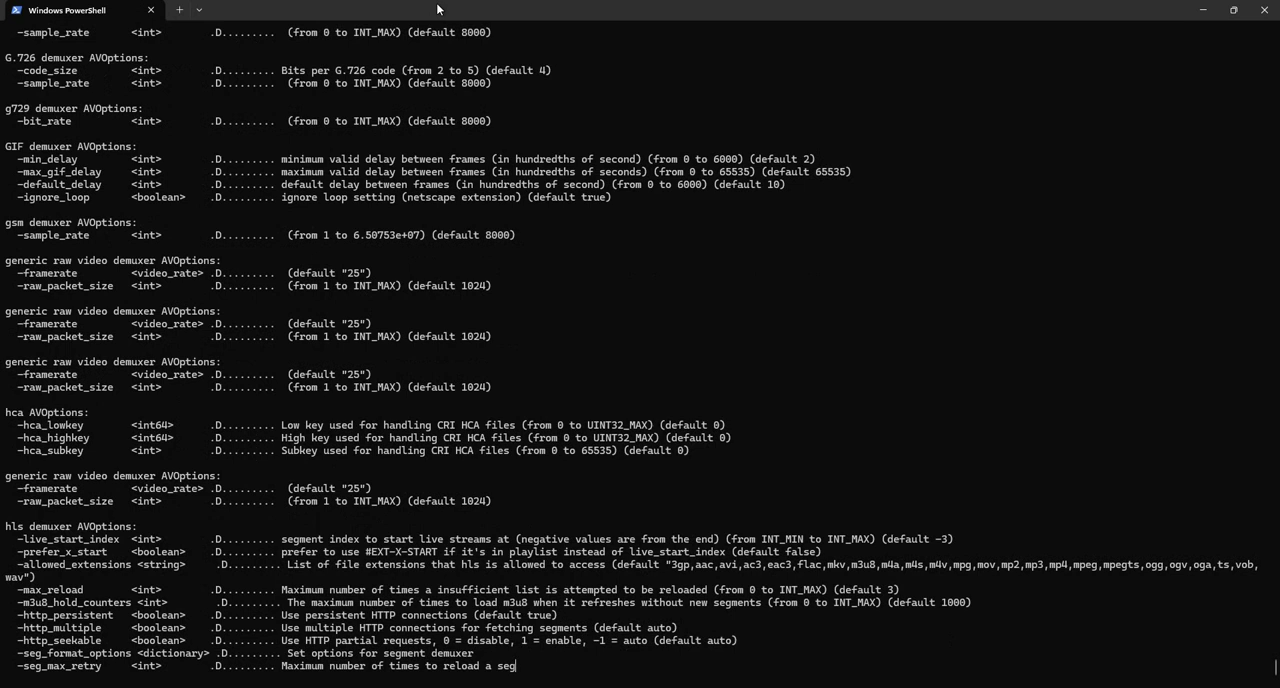 Windows PowerShell
-sample_rate <int> .D......... (from 0 to INT_MAX) (default 8000)
G.726 demuxer AVOptions:
-code_size <int> .D......... Bits per G.726 code (from 2 to 5) (default 4)
-sample_rate <int> .D......... (from 0 to INT_MAX) (default 8000)
g729 demuxer AVOptions:
-bit_rate <int> .D......... (from 0 to INT_MAX) (default 8000)
GIF demuxer AVOptions:
-min_delay <int> .D......... minimum valid delay between frames (in hundredths of second) (from 0 to 6000) (default 2)
-max_gif_delay <int> .D......... maximum valid delay between frames (in hundredths of seconds) (from 0 to 65535) (default 65535)
-default_delay <int> .D......... default delay between frames (in hundredths of second) (from 0 to 6000) (default 10)
-ignore_loop <boolean> .D......... ignore loop setting (netscape extension) (default true)
gsm demuxer AVOptions:
-sample_rate <int> .D......... (from 1 to 6.50753e+07) (default 8000)
generic raw video demuxer AVOptions:
-framerate <video_rate> .D......... (default "25")
-raw_packet_size <int> .D......... (from 1 to INT_MAX) (default 1024)
generic raw video demuxer AVOptions:
-framerate <video_rate> .D......... (default "25")
-raw_packet_size <int> .D......... (from 1 to INT_MAX) (default 1024)
generic raw video demuxer AVOptions:
-framerate <video_rate> .D......... (default "25")
-raw_packet_size <int> .D......... (from 1 to INT_MAX) (default 1024)
hca AVOptions:
-hca_lowkey <int64> .D......... Low key used for handling CRI HCA files (from 0 to UINT32_MAX) (default 0)
-hca_highkey <int64> .D......... High key used for handling CRI HCA files (from 0 to UINT32_MAX) (default 0)
-hca_subkey <int> .D......... Subkey used for handling CRI HCA files (from 0 to 65535) (default 0)
generic raw video demuxer AVOptions:
-framerate <video_rate> .D......... (default "25")
-raw_packet_size <int> .D......... (from 1 to INT_MAX) (default 1024)
hls demuxer AVOptions:
-live_start_index <int> .D......... segment index to start live streams at (negative values are from the end) (from INT_MIN to INT_MAX) (default -3)
-prefer_x_start <boolean> .D......... prefer to use #EXT-X-START if it's in playlist instead of live_start_index (default false)
-allowed_extensions <string> .D......... List of file extensions that hls is allowed to access (default "3gp,aac,avi,ac3,eac3,flac,mkv,m3u8,m4a,m4s,m4v,mpg,mov,mp2,mp3,mp4,mpeg,mpegts,ogg,ogv,oga,ts,vob,
wav")
-max_reload <int> .D......... Maximum number of times a insufficient list is attempted to be reloaded (from 0 to INT_MAX) (default 3)
-m3u8_hold_counters <int> .D......... The maximum number of times to load m3u8 when it refreshes without new segments (from 0 to INT_MAX) (default 1000)
-http_persistent <boolean> .D......... Use persistent HTTP connections (default true)
-http_multiple <boolean> .D......... Use multiple HTTP connections for fetching segments (default auto)
-http_seekable <boolean> .D......... Use HTTP partial requests, 0 = disable, 1 = enable, -1 = auto (default auto)
-seg_format_options <dictionary> .D......... Set options for segment demuxer
-seg_max_retry <int> .D......... Maximum number of times to reload a seg